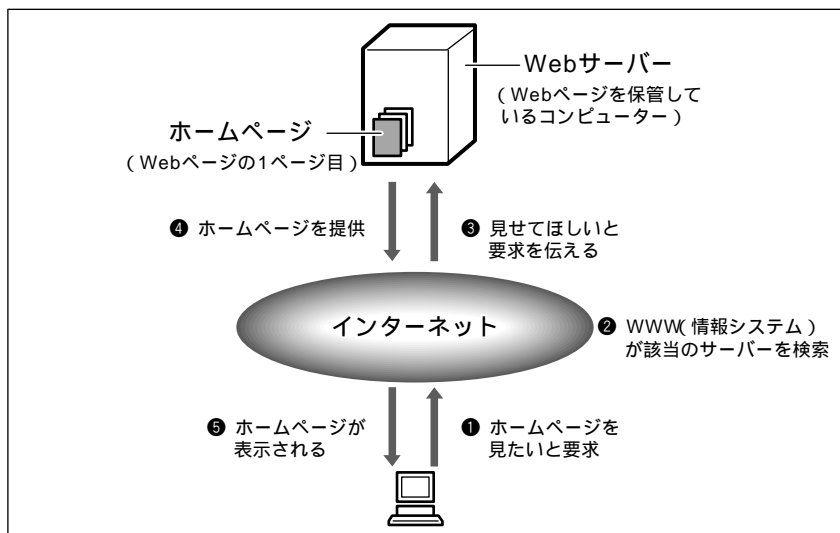 Webサーバー
(Webページを保管して
いるコンピューター)
ホームページ
(Webページの1ページ目)
❹ ホームページを提供
❸ 見せてほしいと
要求を伝える
インターネット
❷ WWW(情報システム)
が該当のサーバーを検索
❺ ホームページが
表示される
❶ ホームページを
見たいと要求